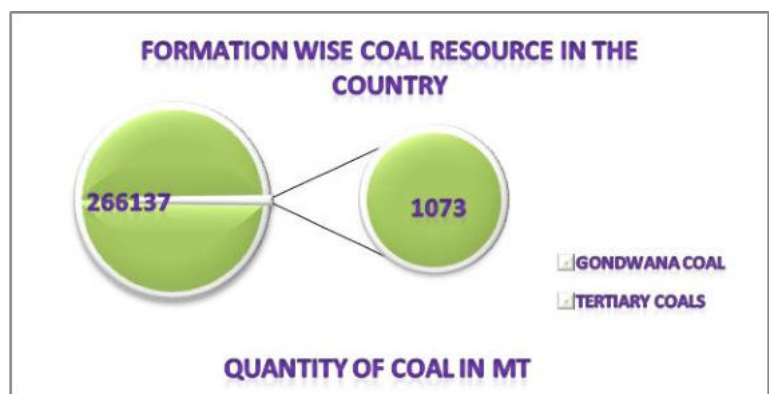 FORMATION WISE COAL RESOURCE IN THE
COUNTRY
266137
1073
GONDWANA COAL
TERTIARY COALS
QUANTITY OF COAL IN MT